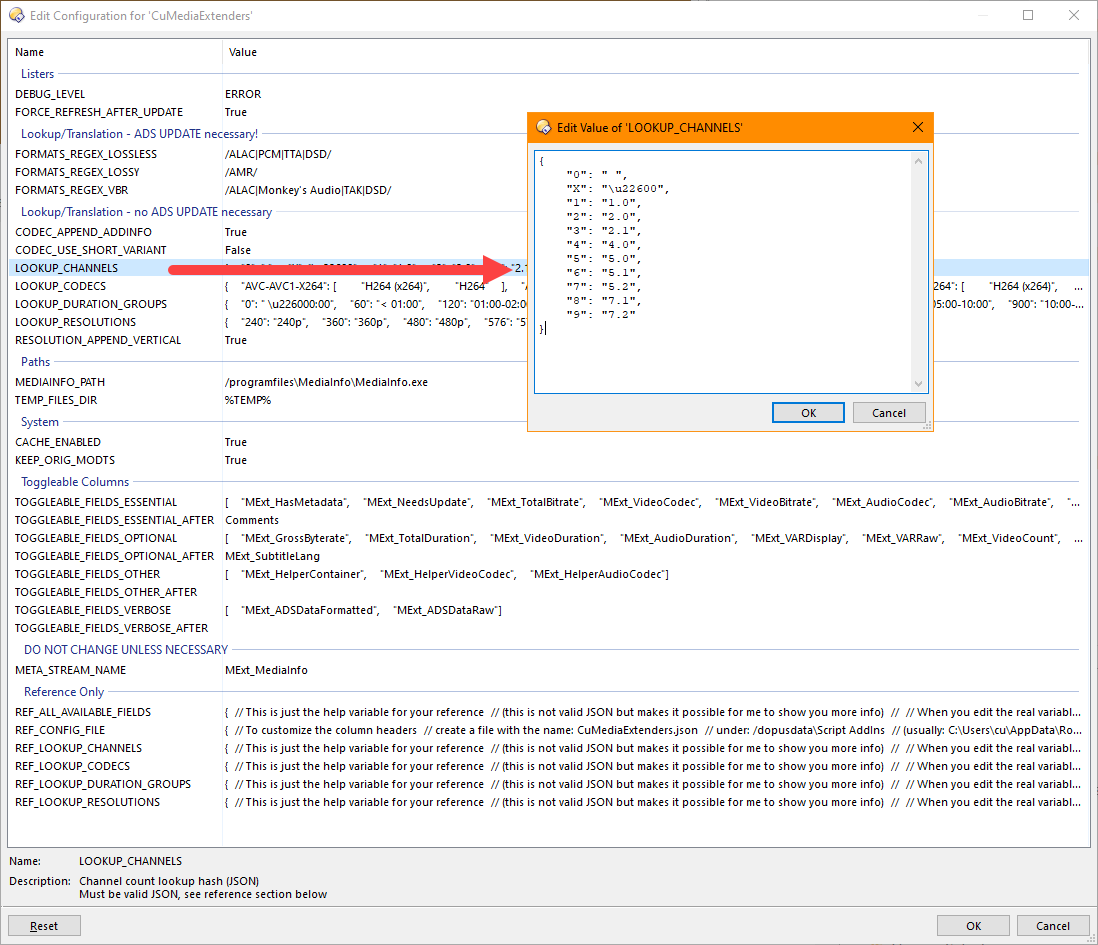 Edit Configuration for 'CuMediaExtenders'
Name Value
Listers
DEBUG_LEVEL ERROR
FORCE_REFRESH_AFTER_UPDATE True
Lookup/Translation - ADS UPDATE necessary!
FORMATS_REGEX_LOSSLESS /ALAC|PCM|TTA|DSD/
FORMATS_REGEX_LOSSY /AMR/
FORMATS_REGEX_VBR /ALAC|Monkey's Audio|TAK|DSD/
Lookup/Translation - no ADS UPDATE necessary
CODEC_APPEND_ADDINFO True
CODEC_USE_SHORT_VARIANT False
LOOKUP_CHANNELS "2.1
LOOKUP_CODECS { "AVC-AVC1-X264": [ "H264 (x264)", "H264" ], 264": [ "H264 (x264)", ...
LOOKUP_DURATION_GROUPS { "0": " \u226000:00", "60": "< 01:00", "120": "01:00-02:00 05:00-10:00", "900": "10:00-...
LOOKUP_RESOLUTIONS { "240": "240p", "360": "360p", "480": "480p", "576": "5
RESOLUTION_APPEND_VERTICAL True
Paths
MEDIAINFO_PATH /programfiles\MediaInfo\MediaInfo.exe
TEMP_FILES_DIR %TEMP%
System
CACHE_ENABLED True
KEEP_ORIG_MODTS True
Toggleable Columns
TOGGLEABLE_FIELDS_ESSENTIAL [ "MExt_HasMetadata", "MExt_NeedsUpdate", "MExt_TotalBitrate", "MExt_VideoCodec", "MExt_VideoBitrate", "MExt_AudioCodec", "MExt_AudioBitrate", "...
TOGGLEABLE_FIELDS_ESSENTIAL_AFTER Comments
TOGGLEABLE_FIELDS_OPTIONAL [ "MExt_GrossByterate", "MExt_TotalDuration", "MExt_VideoDuration", "MExt_AudioDuration", "MExt_VARDisplay", "MExt_VARRaw", "MExt_VideoCount", ...
TOGGLEABLE_FIELDS_OPTIONAL_AFTER MExt_SubtitleLang
TOGGLEABLE_FIELDS_OTHER [ "MExt_HelperContainer", "MExt_HelperVideoCodec", "MExt_HelperAudioCodec"]
TOGGLEABLE_FIELDS_OTHER_AFTER
TOGGLEABLE_FIELDS_VERBOSE [ "MExt_ADSDataFormatted", "MExt_ADSDataRaw"]
TOGGLEABLE_FIELDS_VERBOSE_AFTER
DO NOT CHANGE UNLESS NECESSARY
META_STREAM_NAME MExt_MediaInfo
Reference Only
REF_ALL_AVAILABLE_FIELDS { // This is just the help variable for your reference // (this is not valid JSON but makes it possible for me to show you more info) // // When you edit the real variabl...
REF_CONFIG_FILE { // To customize the column headers // create a file with the name: CuMediaExtenders.json // under: /dopusdata\Script AddIns // (usually: C:\Users\cu\AppData\Ro...
REF_LOOKUP_CHANNELS { // This is just the help variable for your reference // (this is not valid JSON but makes it possible for me to show you more info) // // When you edit the real variabl...
REF_LOOKUP_CODECS { // This is just the help variable for your reference // (this is not valid JSON but makes it possible for me to show you more info) // // When you edit the real variabl...
REF_LOOKUP_DURATION_GROUPS { // This is just the help variable for your reference // (this is not valid JSON but makes it possible for me to show you more info) // // When you edit the real variabl...
REF_LOOKUP_RESOLUTIONS { // This is just the help variable for your reference // (this is not valid JSON but makes it possible for me to show you more info) // // When you edit the real variabl...
Name: LOOKUP_CHANNELS
Description: Channel count lookup hash (JSON)
Must be valid JSON, see reference section below
Reset OK Cancel
Edit Value of 'LOOKUP_CHANNELS'
{
"0": " ",
"X": "\u22600",
"1": "1.0",
"2": "2.0",
"3": "2.1",
"4": "4.0",
"5": "5.0",
"6": "5.1",
"7": "5.2",
"8": "7.1",
"9": "7.2"
}
OK Cancel